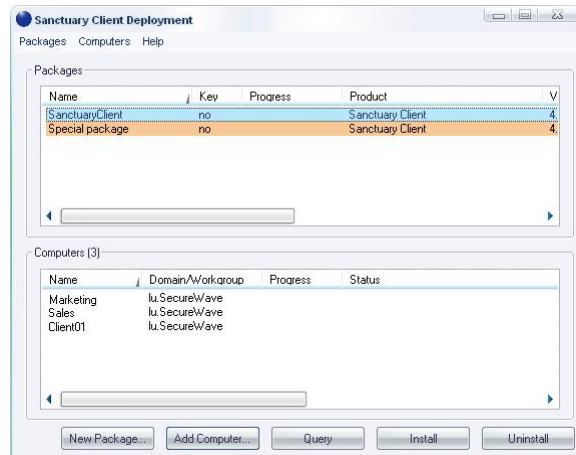 Sanctuary Client Deployment
Packages Computers Help
Packages
Name Key Progress Product V
SanctuaryClient no Sanctuary Client 4.
Special package no Sanctuary Client 4.
Computers (3)
Name Domain/Workgroup Progress Status
Marketing lu.SecureWave
Sales lu.SecureWave
Client01 lu.SecureWave
New Package... Add Computer... Query Install Uninstall